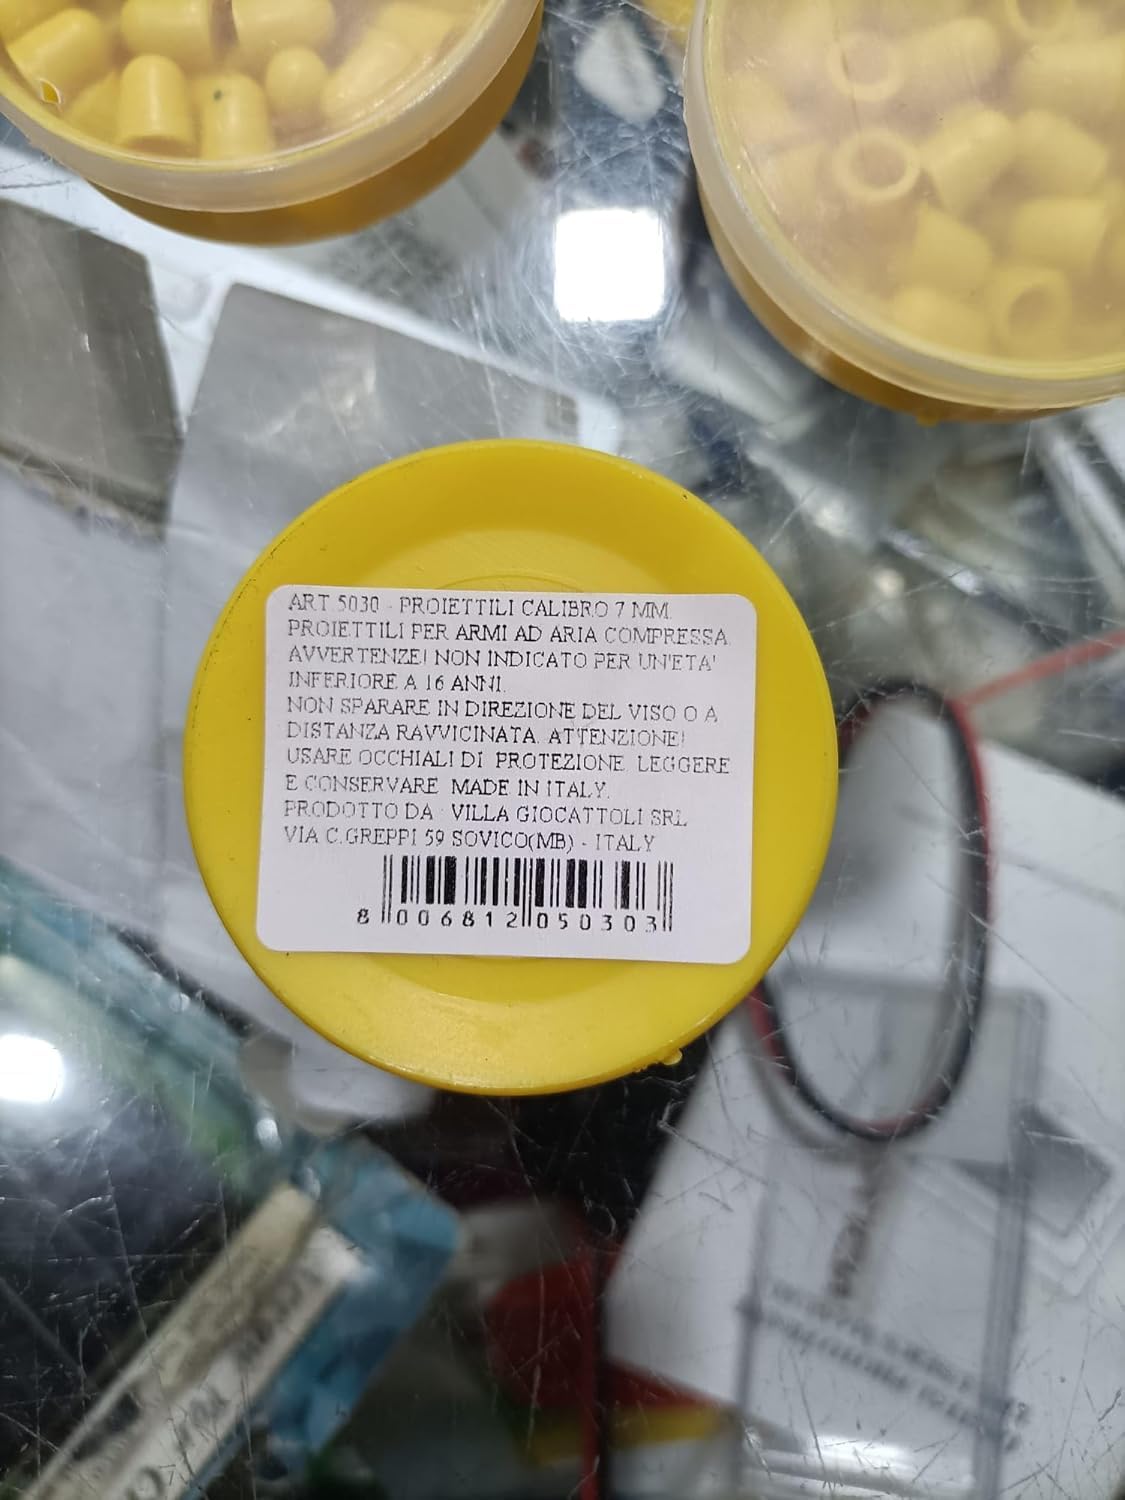 ART 5030 - PROIETTILI CALIBRO 7 MM.
PROIETTILI PER ARMI AD ARIA COMPRESSA.
AVVERTENZE! NON INDICATO PER UN'ETA'
INFERIORE A 16 ANNI.
NON SPARARE IN DIREZIONE DEL VISO O A
DISTANZA RAVVICINATA. ATTENZIONE!
USARE OCCHIALI DI PROTEZIONE. LEGGERE
E CONSERVARE. MADE IN ITALY.
PRODOTTO DA : VILLA GIOCATTOLI SRL
VIA C.GREPPI 59 SOVICO(MB) - ITALY
8 006812 050303